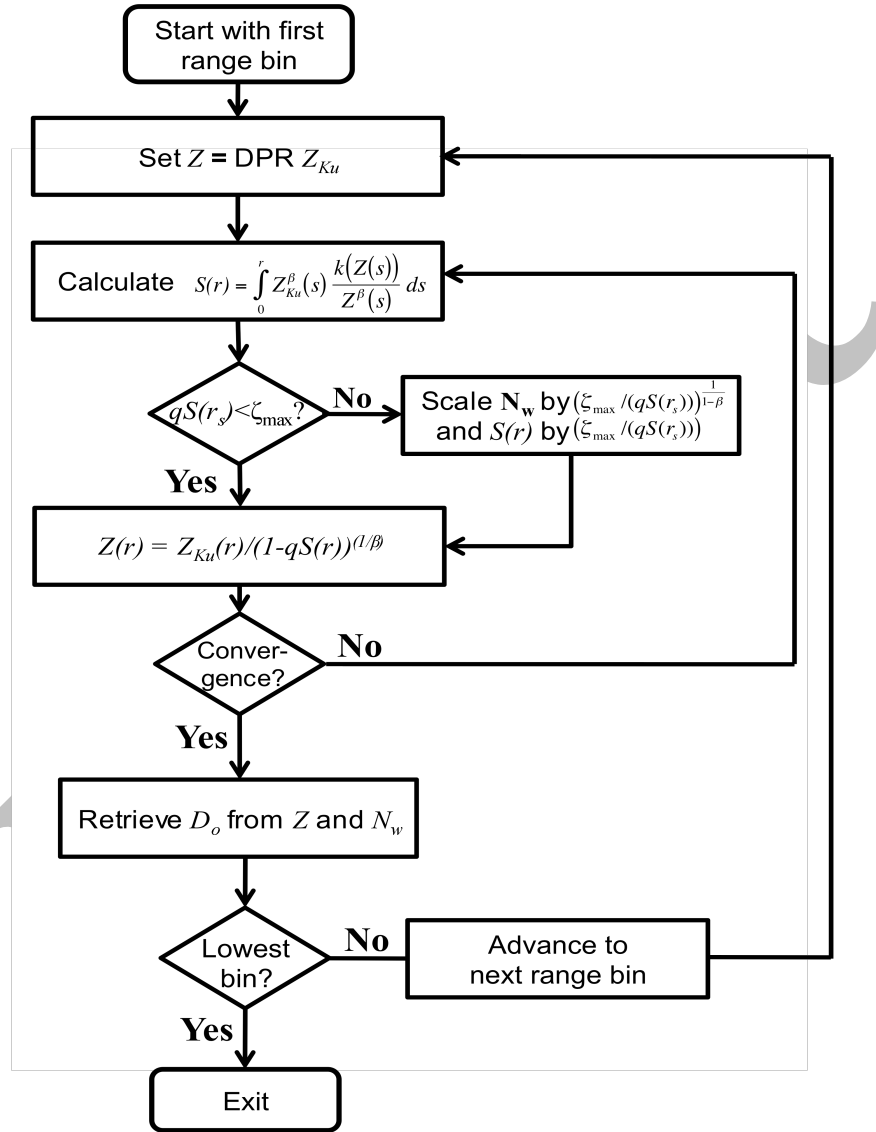 Start with first
range bin
Set Z = DPR Z_Ku
Calculate S(r) = ∫₀ʳ Z_Ku^β(s) k(Z(s))/Z^β(s) ds
qS(r_s)<ζ_max?
No
Scale N_w by (ζ_max /(qS(r_s)))^(1/(1−β))
and S(r) by (ζ_max /(qS(r_s)))
Yes
Z(r) = Z_Ku(r)/(1-qS(r))^(1/β)
Conver-
gence?
No
Yes
Retrieve D_o from Z and N_w
Lowest
bin?
No
Advance to
next range bin
Yes
Exit